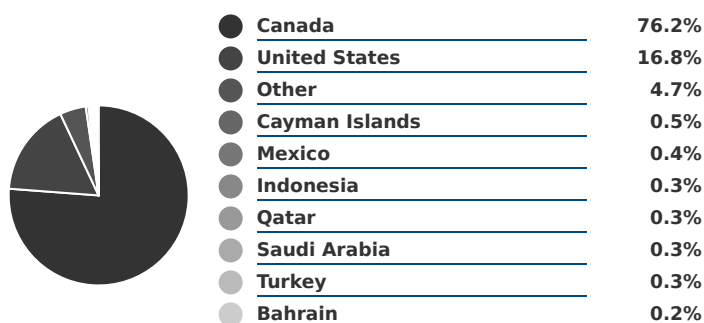 Canada 76.2%
United States 16.8%
Other 4.7%
Cayman Islands 0.5%
Mexico 0.4%
Indonesia 0.3%
Qatar 0.3%
Saudi Arabia 0.3%
Turkey 0.3%
Bahrain 0.2%